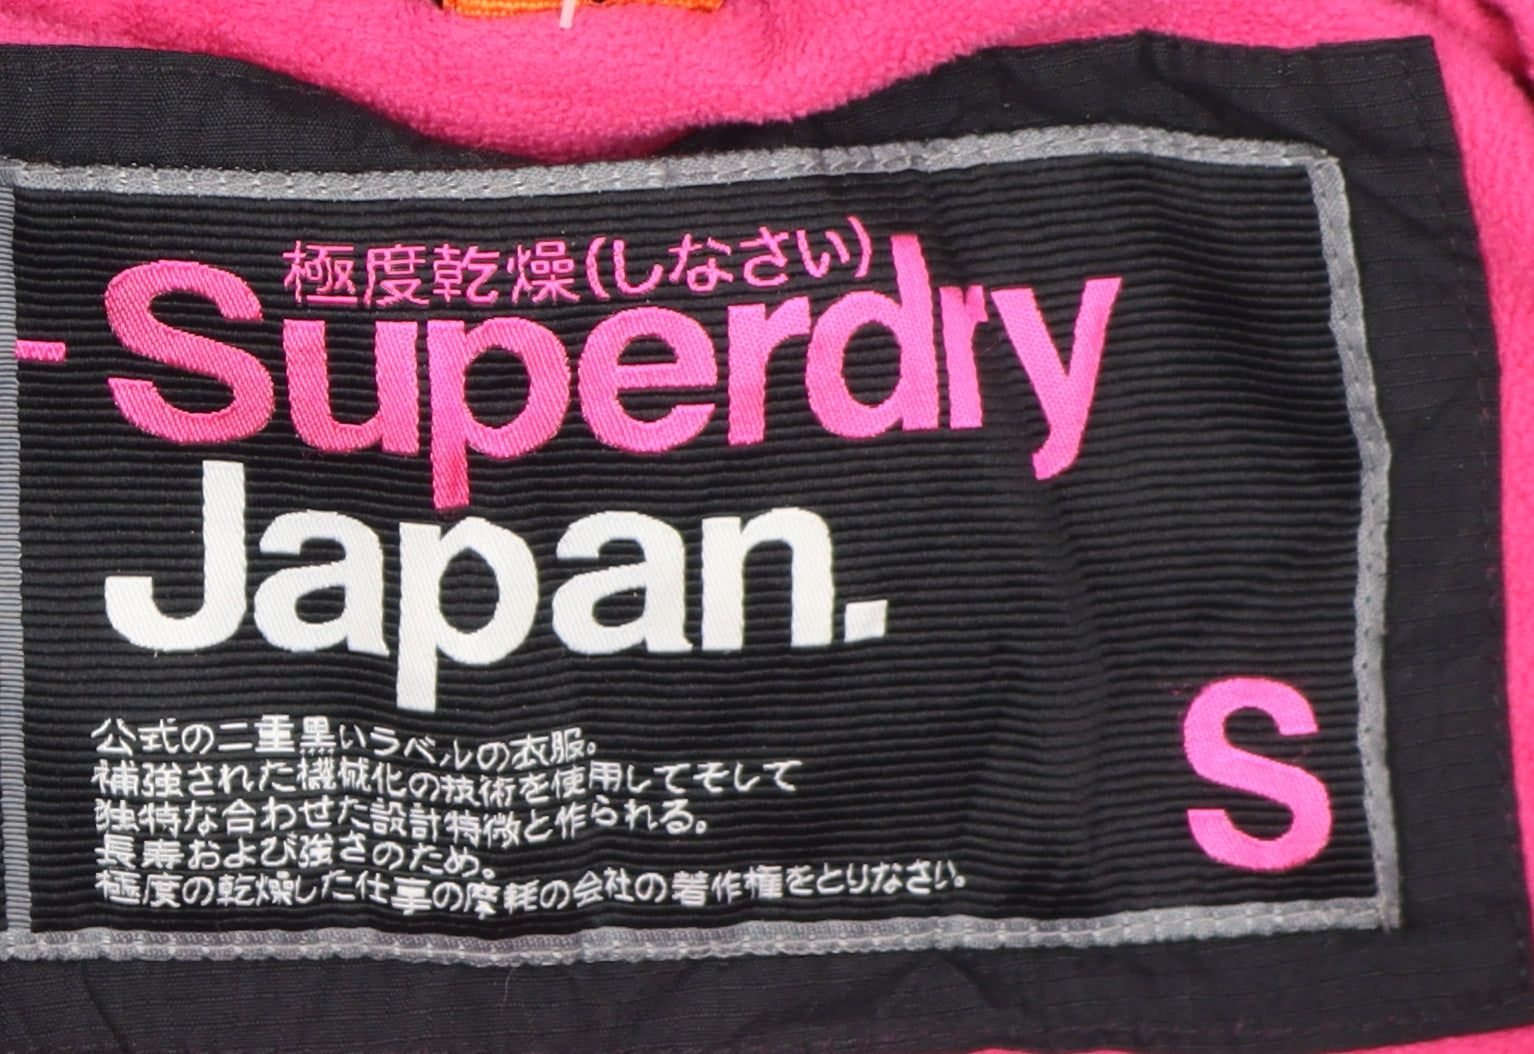 極度乾燥(しなさい)
Superdry
Japan.
公式の二重黒いラベルの衣服。
補強された機械化の技術を使用してそして
独特な合わせた設計特徴と作られる。
長寿および強さのため。
極度の乾燥した仕事の摩耗の会社の著作権をとりなさい。
S